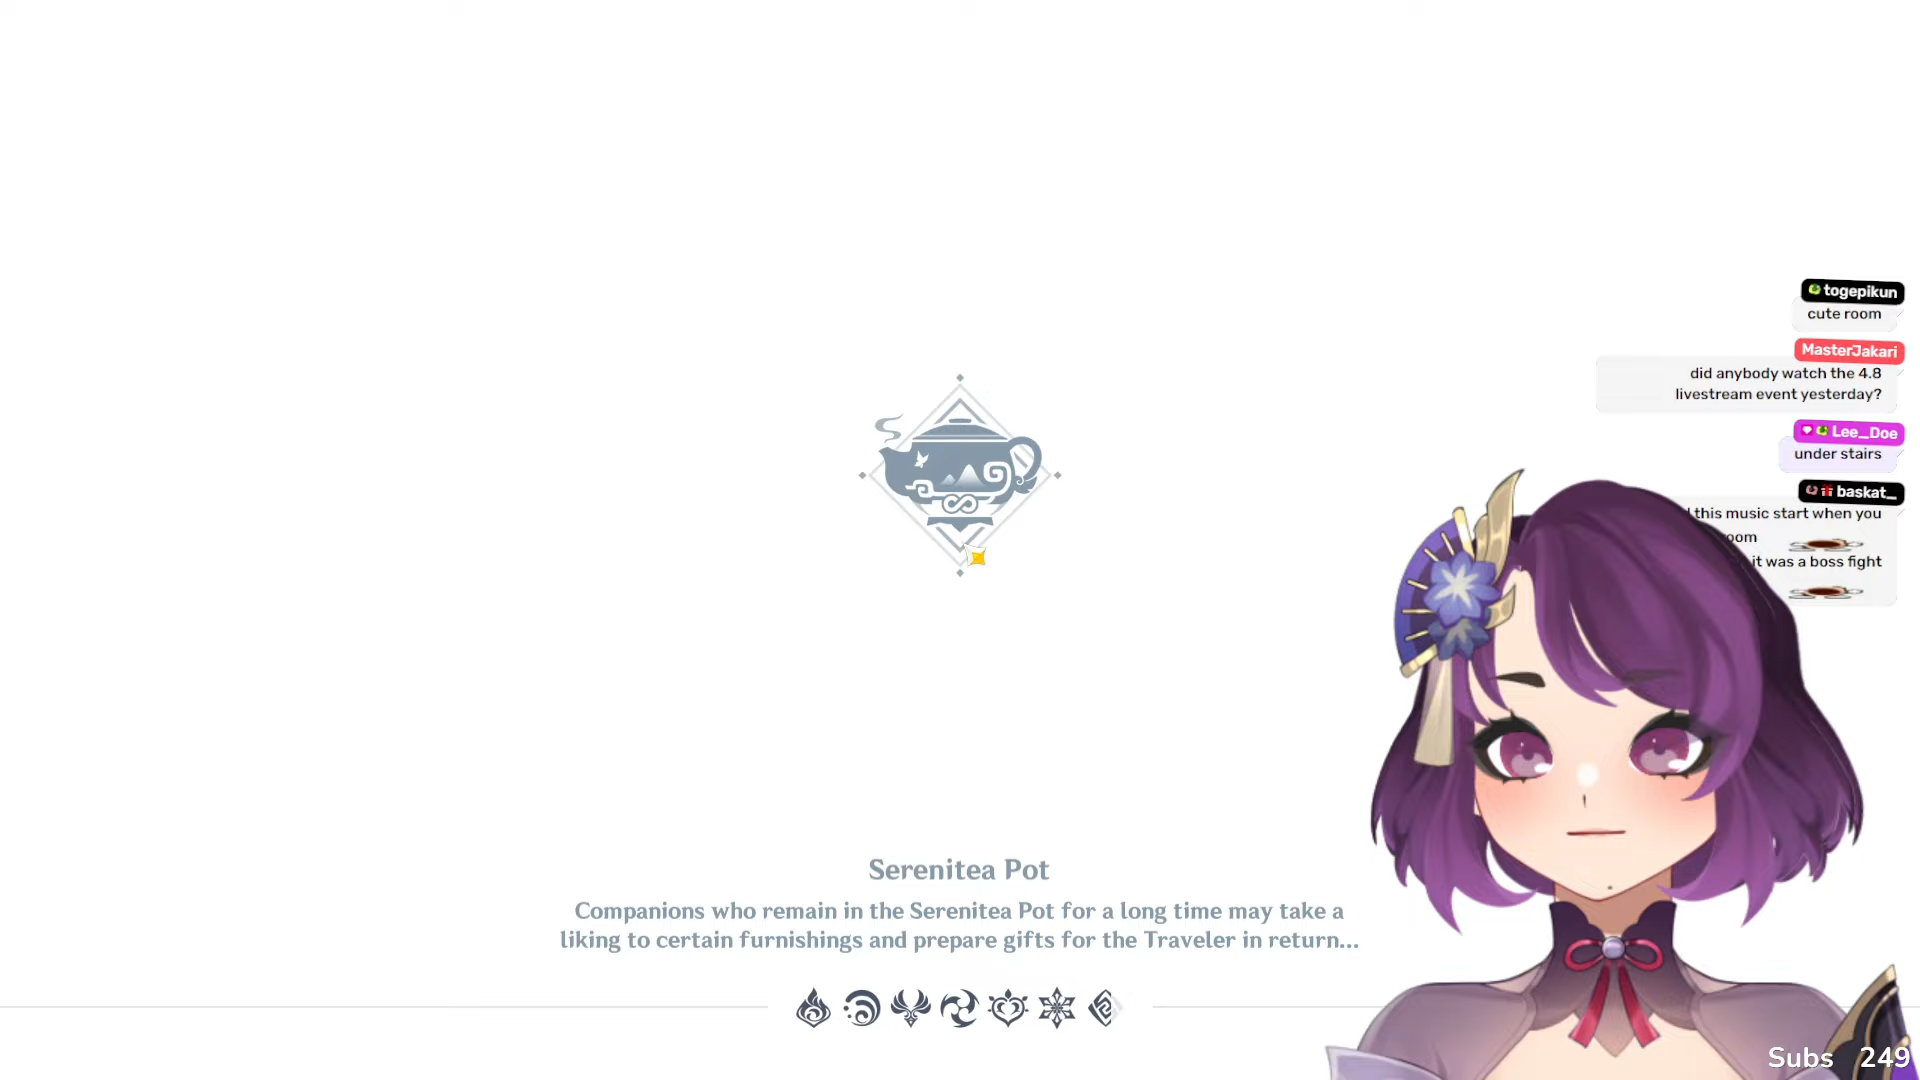 togepikun
cute room
MasterJakari
did anybody watch the 4.8
livestream event yesterday?
Lee_Doe
under stairs
baskat_
this music start when you
it was a boss fight
Serenitea Pot
Companions who remain in the Serenitea Pot for a long time may take a
liking to certain furnishings and prepare gifts for the Traveler in return...
Subs 249